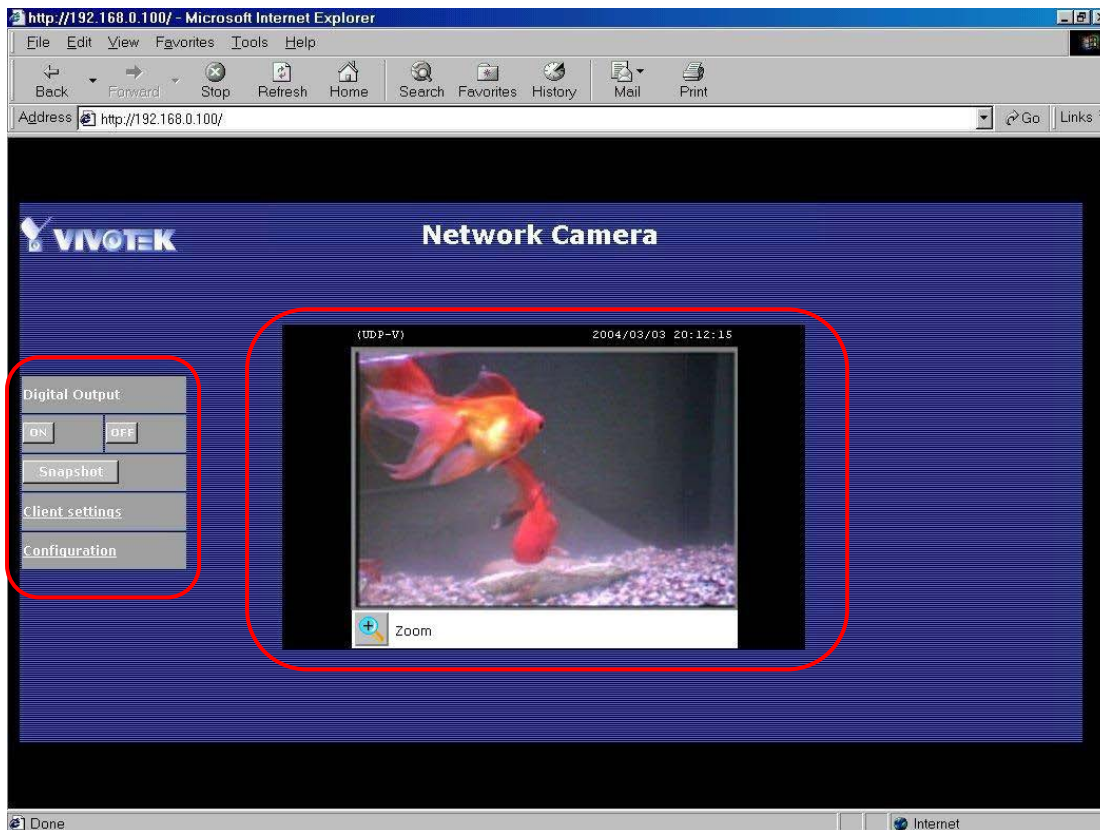 http://192.168.0.100/ - Microsoft Internet Explorer
File Edit View Favorites Tools Help
Back Forward Stop Refresh Home Search Favorites History Mail Print
Address http://192.168.0.100/ Go Links
VIVOTEK
Network Camera
(UDP-V) 2004/03/03 20:12:15
Digital Output
ON OFF
Snapshot
Client settings
Configuration
Zoom
Done Internet